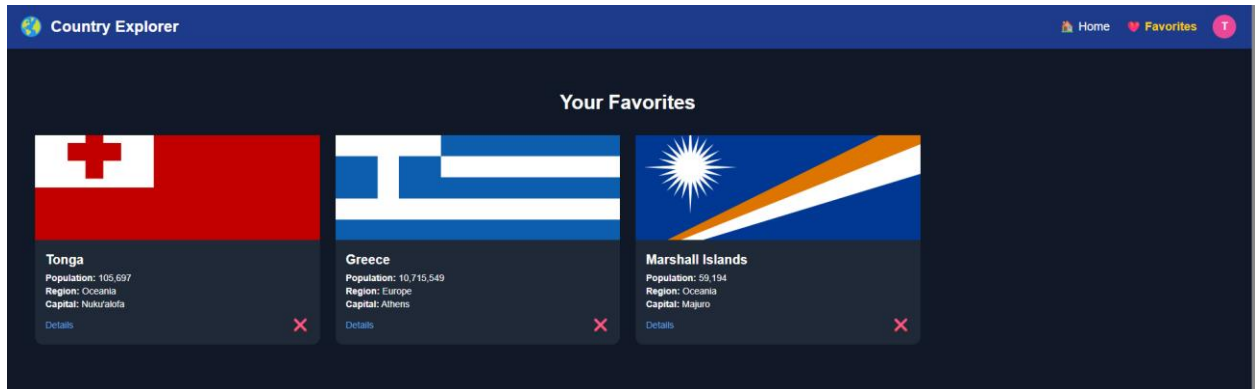 Country Explorer
Home
Favorites
T
Your Favorites
Tonga
Population: 105,697
Region: Oceania
Capital: Nuku'alofa
Details
Greece
Population: 10,715,549
Region: Europe
Capital: Athens
Details
Marshall Islands
Population: 59,194
Region: Oceania
Capital: Majuro
Details